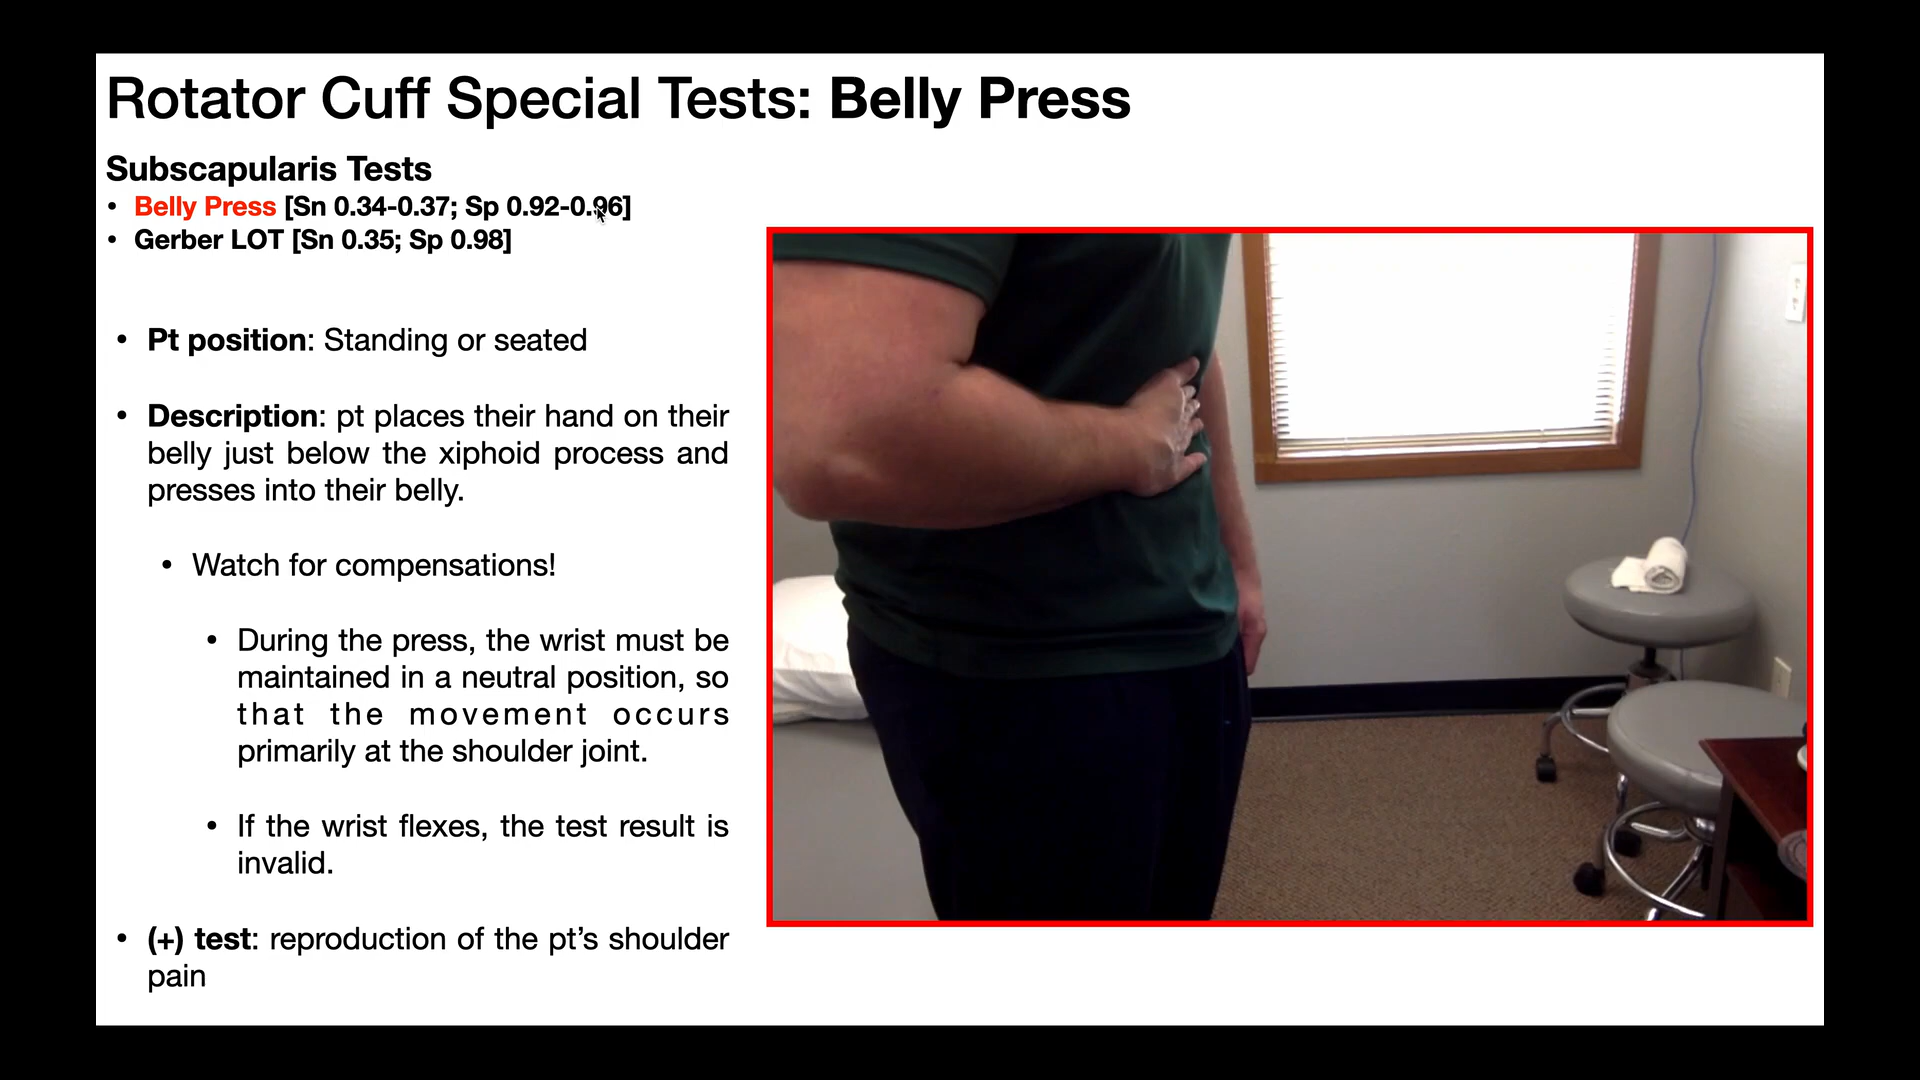 Rotator Cuff Special Tests: Belly Press
Subscapularis Tests
• Belly Press [Sn 0.34-0.37; Sp 0.92-0.96]
• Gerber LOT [Sn 0.35; Sp 0.98]
• Pt position: Standing or seated
• Description: pt places their hand on their
belly just below the xiphoid process and
presses into their belly.
• Watch for compensations!
• During the press, the wrist must be
maintained in a neutral position, so
that the movement occurs
primarily at the shoulder joint.
• If the wrist flexes, the test result is
invalid.
• (+) test: reproduction of the pt’s shoulder
pain